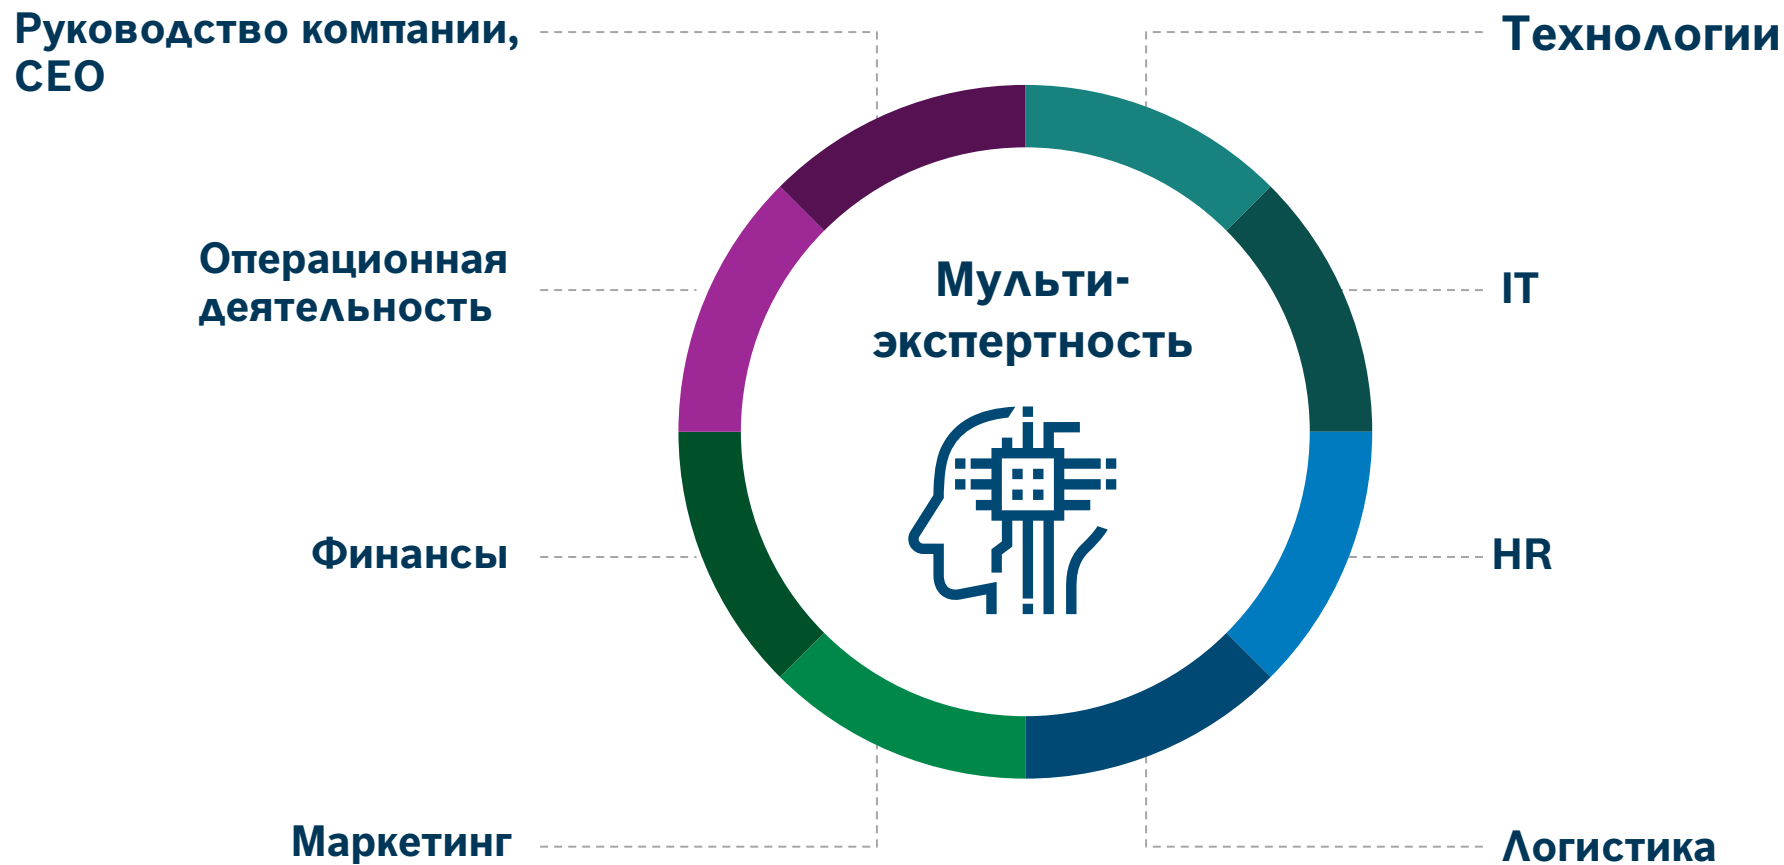 Руководство компании,
CEO
Технологии
Операционная
деятельность
Мульти-
экспертность
IT
Финансы
HR
Маркетинг
Логистика